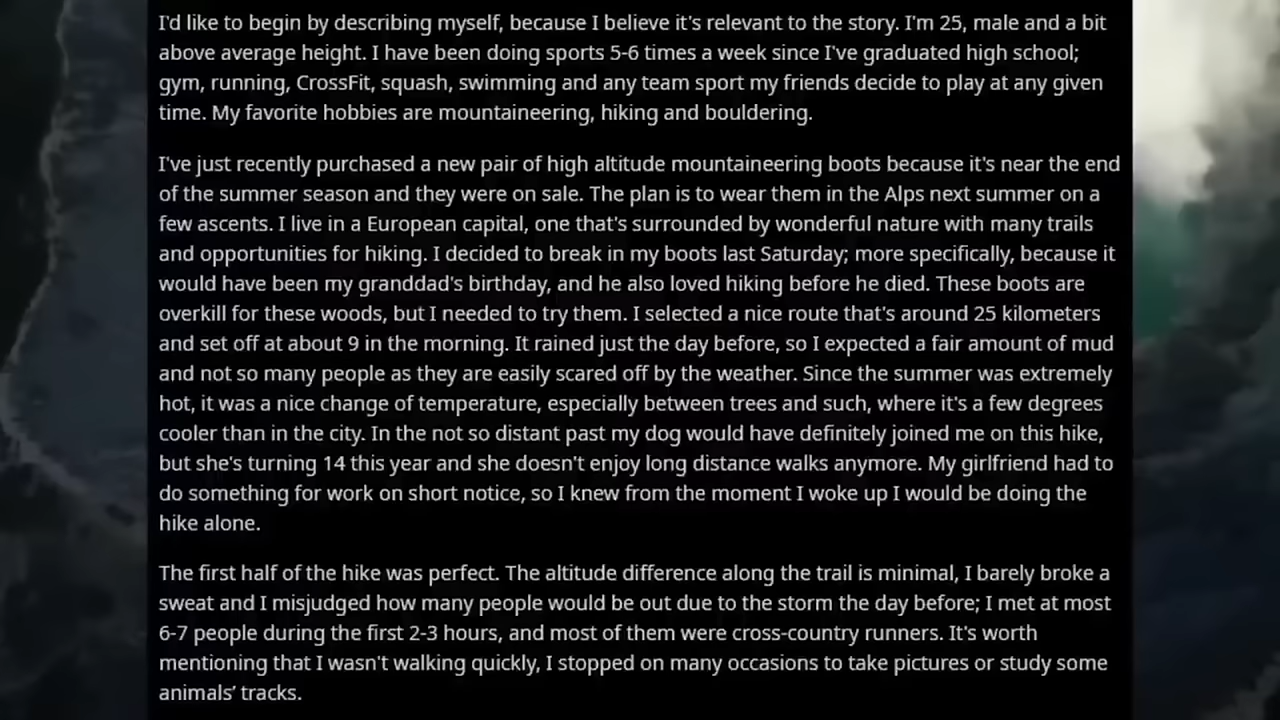 I'd like to begin by describing myself, because I believe it's relevant to the story. I'm 25, male and a bit
above average height. I have been doing sports 5-6 times a week since I've graduated high school;
gym, running, CrossFit, squash, swimming and any team sport my friends decide to play at any given
time. My favorite hobbies are mountaineering, hiking and bouldering.
I've just recently purchased a new pair of high altitude mountaineering boots because it's near the end
of the summer season and they were on sale. The plan is to wear them in the Alps next summer on a
few ascents. I live in a European capital, one that's surrounded by wonderful nature with many trails
and opportunities for hiking. I decided to break in my boots last Saturday; more specifically, because it
would have been my granddad's birthday, and he also loved hiking before he died. These boots are
overkill for these woods, but I needed to try them. I selected a nice route that's around 25 kilometers
and set off at about 9 in the morning. It rained just the day before, so I expected a fair amount of mud
and not so many people as they are easily scared off by the weather. Since the summer was extremely
hot, it was a nice change of temperature, especially between trees and such, where it's a few degrees
cooler than in the city. In the not so distant past my dog would have definitely joined me on this hike,
but she's turning 14 this year and she doesn't enjoy long distance walks anymore. My girlfriend had to
do something for work on short notice, so I knew from the moment I woke up I would be doing the
hike alone.
The first half of the hike was perfect. The altitude difference along the trail is minimal, I barely broke a
sweat and I misjudged how many people would be out due to the storm the day before; I met at most
6-7 people during the first 2-3 hours, and most of them were cross-country runners. It's worth
mentioning that I wasn't walking quickly, I stopped on many occasions to take pictures or study some
animals’ tracks.